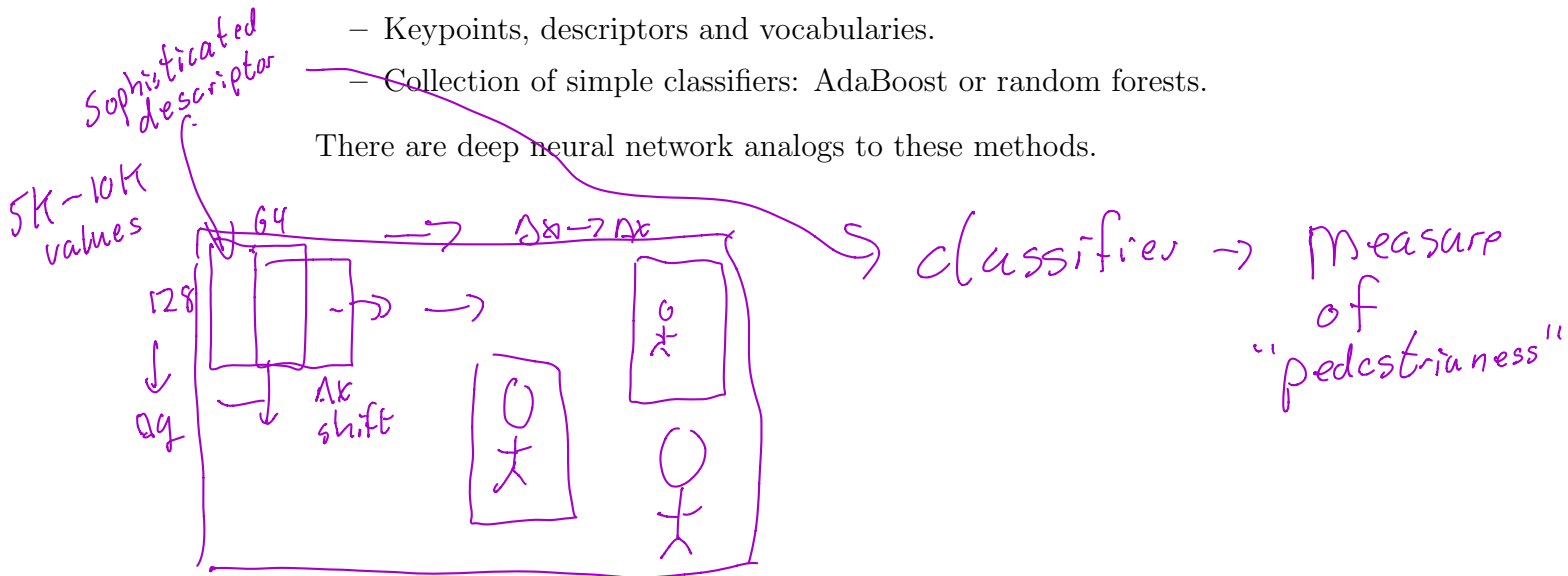 – Keypoints, descriptors and vocabularies.
– Collection of simple classifiers: AdaBoost or random forests.
There are deep neural network analogs to these methods.
Sophisticated
descriptor
5K-10K
values
64
128
Δx
shift
classifier → Measure
of
"pedestrianess"